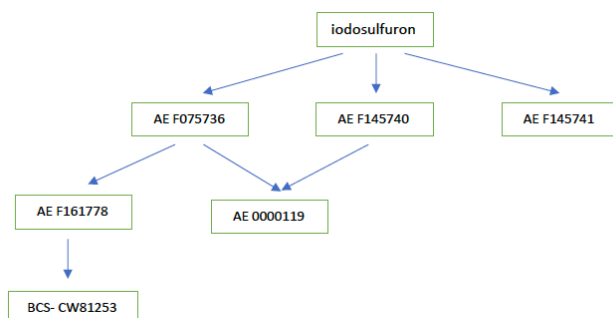 iodosulfuron
AE F075736
AE F145740
AE F145741
AE F161778
AE 0000119
BCS- CW81253